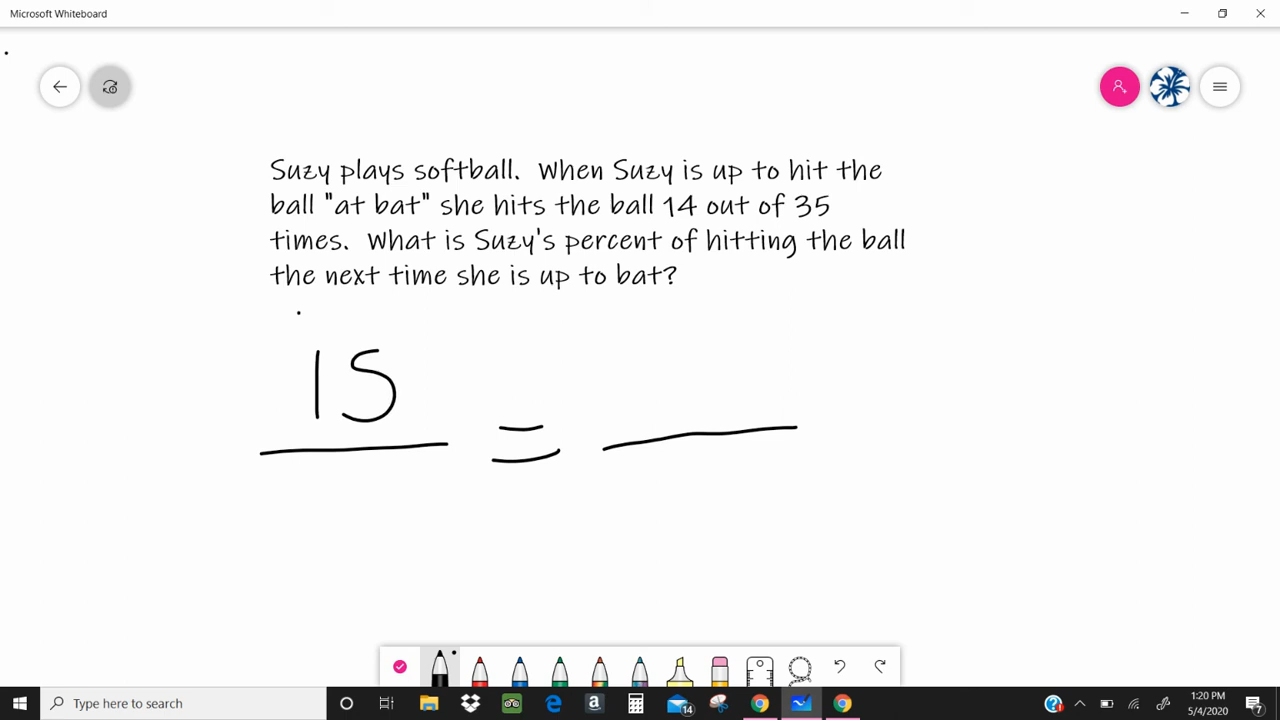 Microsoft Whiteboard
Suzy plays softball. When Suzy is up to hit the
ball "at bat" she hits the ball 14 out of 35
times. What is Suzy's percent of hitting the ball
the next time she is up to bat?
15
=
Type here to search
14
1:20 PM
5/4/2020
7